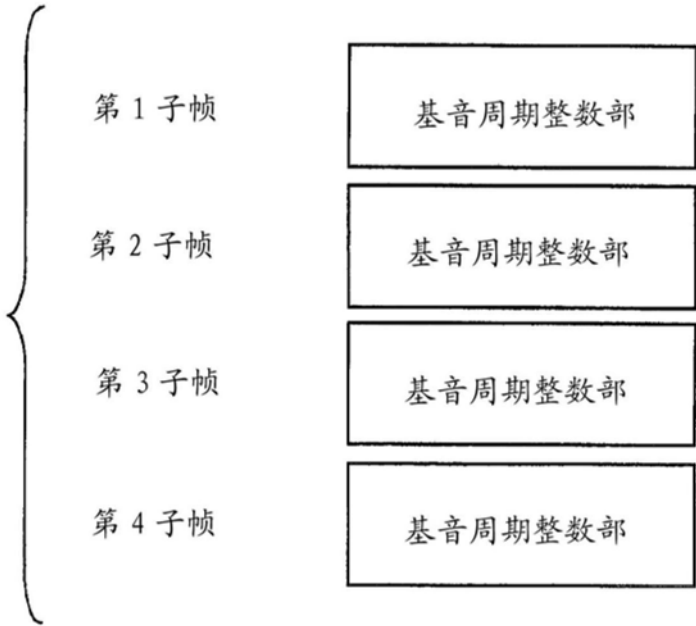 第 1 子帧 基音周期整数部
第 2 子帧 基音周期整数部
第 3 子帧 基音周期整数部
第 4 子帧 基音周期整数部